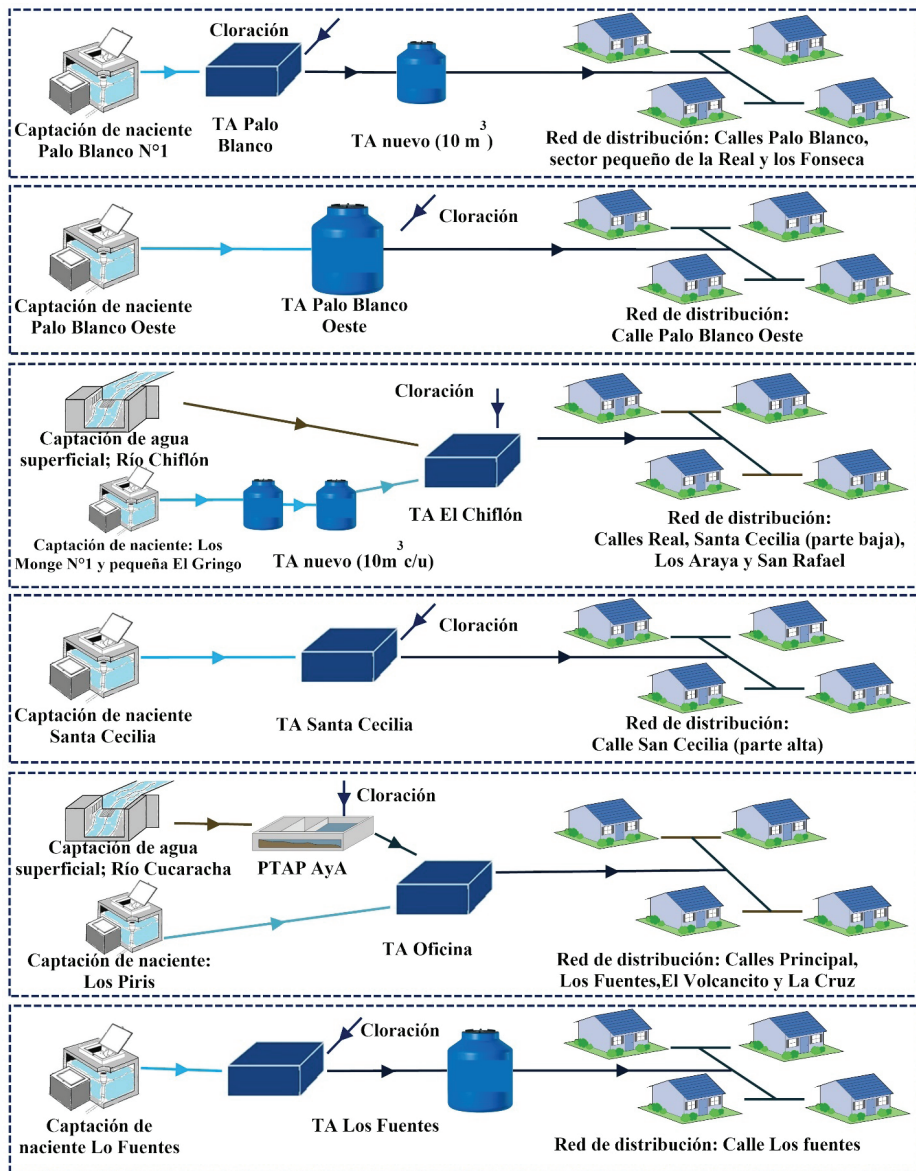 Cloración
Captación de naciente
Palo Blanco N°1
TA Palo
Blanco
TA nuevo (10 m³)
Red de distribución: Calles Palo Blanco,
sector pequeño de la Real y los Fonseca
Cloración
Captación de naciente
Palo Blanco Oeste
TA Palo Blanco
Oeste
Red de distribución:
Calle Palo Blanco Oeste
Cloración
Captación de agua
superficial; Río Chiflón
Captación de naciente: Los
Monge N°1 y pequeña El Gringo
TA nuevo (10m³ c/u)
TA El Chiflón
Red de distribución:
Calles Real, Santa Cecilia (parte baja),
Los Araya y San Rafael
Cloración
Captación de naciente
Santa Cecilia
TA Santa Cecilia
Red de distribución:
Calle San Cecilia (parte alta)
Cloración
Captación de agua
superficial; Río Cucaracha
PTAP AyA
Captación de naciente:
Los Piris
TA Oficina
Red de distribución: Calles Principal,
Los Fuentes,El Volcancito y La Cruz
Cloración
Captación de
naciente Lo Fuentes
TA Los Fuentes
Red de distribución: Calle Los fuentes